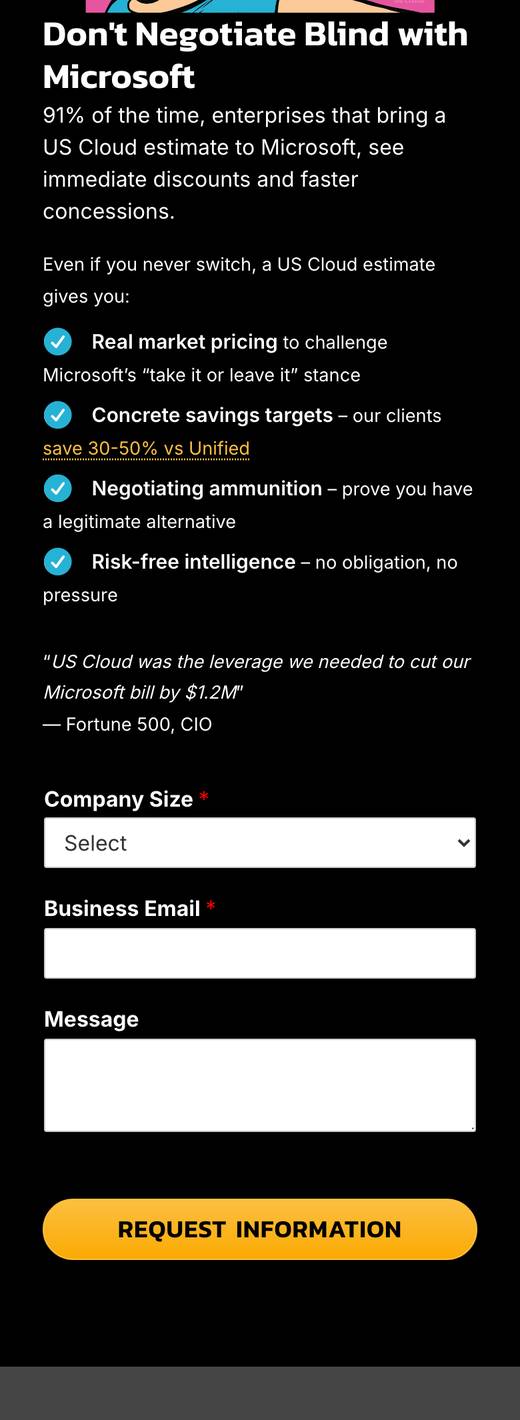 Don't Negotiate Blind with
Microsoft
91% of the time, enterprises that bring a
US Cloud estimate to Microsoft, see
immediate discounts and faster
concessions.
Even if you never switch, a US Cloud estimate
gives you:
Real market pricing to challenge
Microsoft’s “take it or leave it” stance
Concrete savings targets – our clients
save 30-50% vs Unified
Negotiating ammunition – prove you have
a legitimate alternative
Risk-free intelligence – no obligation, no
pressure
“US Cloud was the leverage we needed to cut our
Microsoft bill by $1.2M”
— Fortune 500, CIO
Company Size *
Select
Business Email *
Message
REQUEST INFORMATION